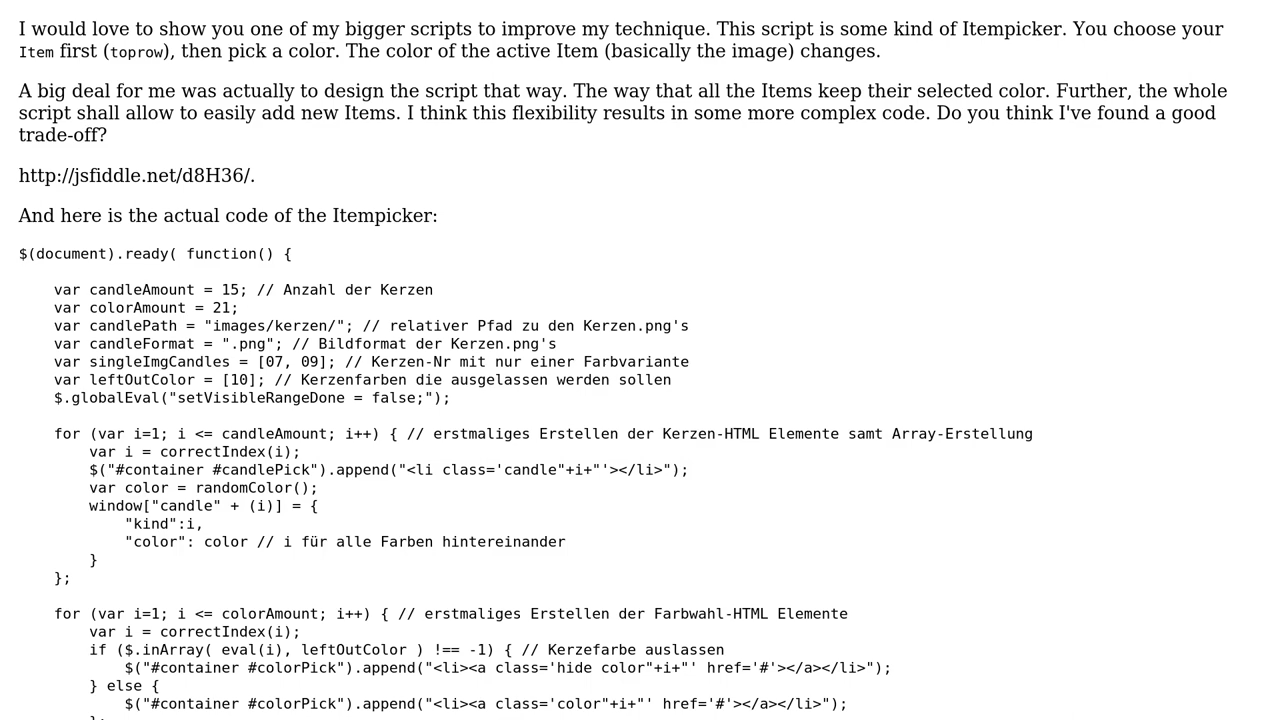 I would love to show you one of my bigger scripts to improve my technique. This script is some kind of Itempicker. You choose your
Item first (toprow), then pick a color. The color of the active Item (basically the image) changes.
A big deal for me was actually to design the script that way. The way that all the Items keep their selected color. Further, the whole
script shall allow to easily add new Items. I think this flexibility results in some more complex code. Do you think I've found a good
trade-off?
http://jsfiddle.net/d8H36/.
And here is the actual code of the Itempicker:
$(document).ready( function() {
    var candleAmount = 15; // Anzahl der Kerzen
    var colorAmount = 21;
    var candlePath = "images/kerzen/"; // relativer Pfad zu den Kerzen.png's
    var candleFormat = ".png"; // Bildformat der Kerzen.png's
    var singleImgCandles = [07, 09]; // Kerzen-Nr mit nur einer Farbvariante
    var leftOutColor = [10]; // Kerzenfarben die ausgelassen werden sollen
    $.globalEval("setVisibleRangeDone = false;");
    for (var i=1; i <= candleAmount; i++) { // erstmaliges Erstellen der Kerzen-HTML Elemente samt Array-Erstellung
        var i = correctIndex(i);
        $("#container #candlePick").append("<li class='candle"+i+"'></li>");
        var color = randomColor();
        window["candle" + (i)] = {
            "kind":i,
            "color": color // i für alle Farben hintereinander
        }
    };
    for (var i=1; i <= colorAmount; i++) { // erstmaliges Erstellen der Farbwahl-HTML Elemente
        var i = correctIndex(i);
        if ($.inArray( eval(i), leftOutColor ) !== -1) { // Kerzefarbe auslassen
            $("#container #colorPick").append("<li><a class='hide color"+i+"' href='#'></a></li>");
        } else {
            $("#container #colorPick").append("<li><a class='color"+i+"' href='#'></a></li>");
        };